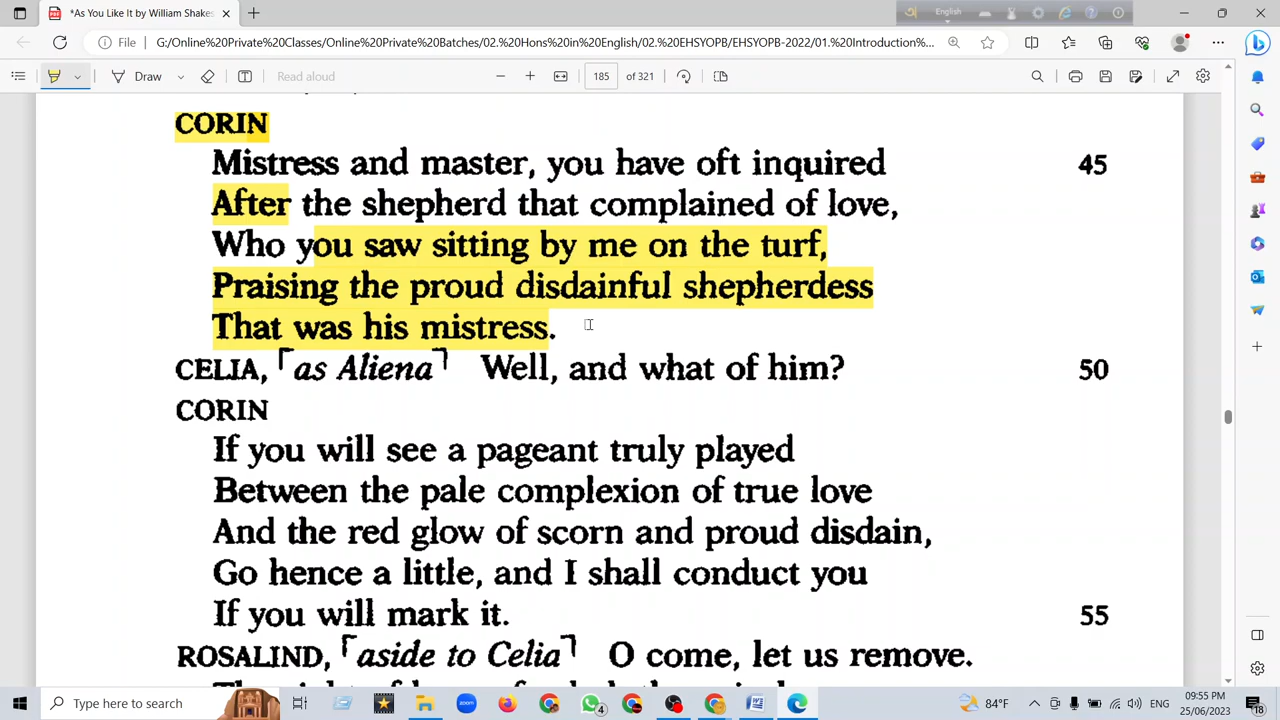 *As You Like It by William Shakes
File
G:/Online%20Private%20Classes/Online%20Private%20Batches/02.%20Hons%20in%20English/02.%20EHSYOPB/EHSYOPB-2022/01.%20Introduction%...
English
Draw
Read aloud
185 of 321
CORIN
Mistress and master, you have oft inquired 45
After the shepherd that complained of love,
Who you saw sitting by me on the turf,
Praising the proud disdainful shepherdess
That was his mistress.
CELIA, ⌜as Aliena⌝ Well, and what of him? 50
CORIN
If you will see a pageant truly played
Between the pale complexion of true love
And the red glow of scorn and proud disdain,
Go hence a little, and I shall conduct you
If you will mark it. 55
ROSALIND, ⌜aside to Celia⌝ O come, let us remove.
Type here to search
4
84°F
ENG
09:55 PM
25/06/2023